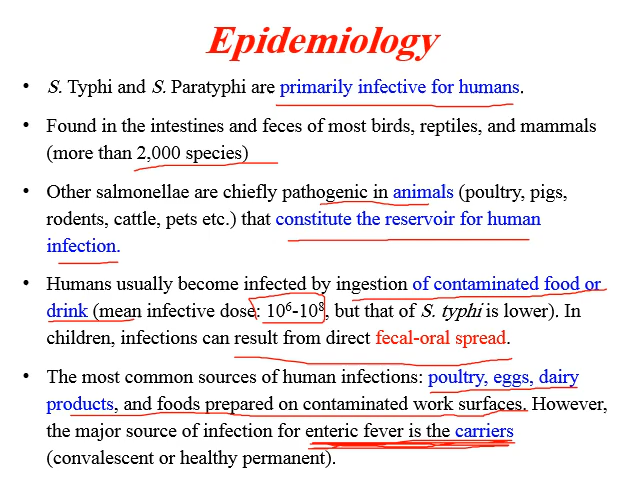 Epidemiology
• S. Typhi and S. Paratyphi are primarily infective for humans.
• Found in the intestines and feces of most birds, reptiles, and mammals
(more than 2,000 species)
• Other salmonellae are chiefly pathogenic in animals (poultry, pigs,
rodents, cattle, pets etc.) that constitute the reservoir for human
infection.
• Humans usually become infected by ingestion of contaminated food or
drink (mean infective dose: 10⁶-10⁸, but that of S. typhi is lower). In
children, infections can result from direct fecal-oral spread.
• The most common sources of human infections: poultry, eggs, dairy
products, and foods prepared on contaminated work surfaces. However,
the major source of infection for enteric fever is the carriers
(convalescent or healthy permanent).